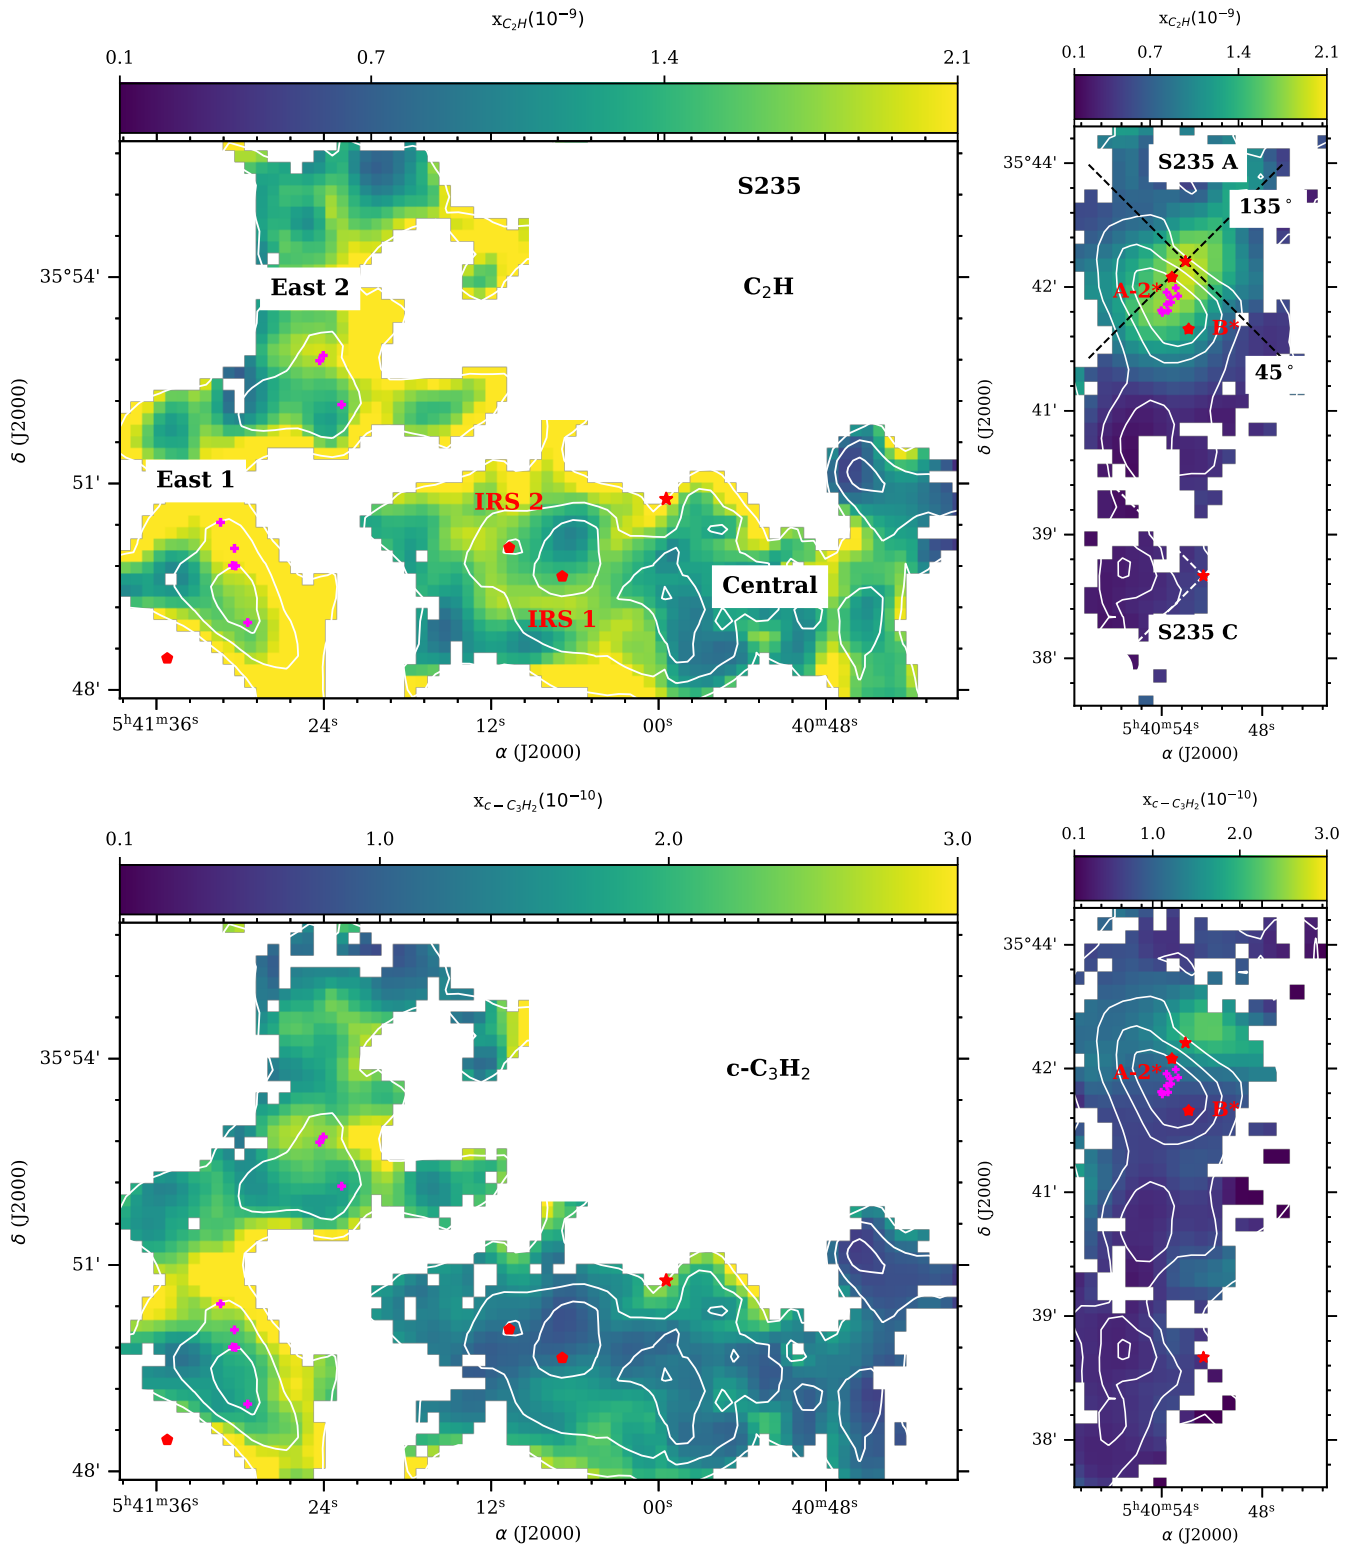 x_{C₂H}(10⁻⁹)
0.1 0.7 1.4 2.1
S235
C₂H
East 2
East 1
IRS 2
IRS 1
Central
35°54'
51'
48'
δ (J2000)
5ʰ41ᵐ36ˢ 24ˢ 12ˢ 00ˢ 40ᵐ48ˢ
α (J2000)
x_{C₂H}(10⁻⁹)
0.1 0.7 1.4 2.1
S235 A
135°
A-2*
B*
45°
S235 C
35°44'
42'
41'
39'
38'
δ (J2000)
5ʰ40ᵐ54ˢ 48ˢ
α (J2000)
x_{c−C₃H₂}(10⁻¹⁰)
0.1 1.0 2.0 3.0
c-C₃H₂
35°54'
51'
48'
δ (J2000)
5ʰ41ᵐ36ˢ 24ˢ 12ˢ 00ˢ 40ᵐ48ˢ
α (J2000)
x_{c−C₃H₂}(10⁻¹⁰)
0.1 1.0 2.0 3.0
A-2*
B*
35°44'
42'
41'
39'
38'
δ (J2000)
5ʰ40ᵐ54ˢ 48ˢ
α (J2000)